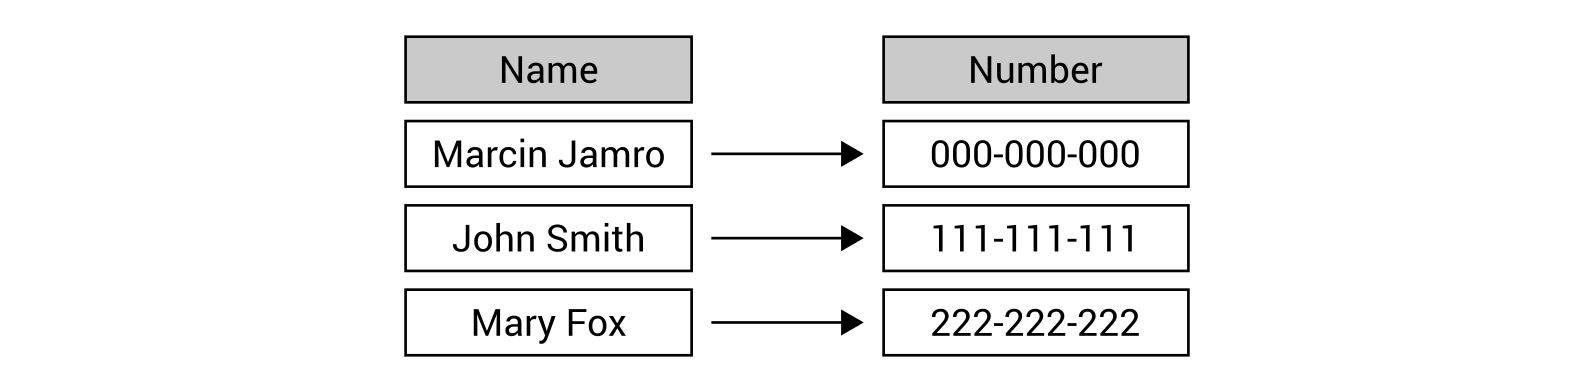 Name Number
Marcin Jamro 000-000-000
John Smith 111-111-111
Mary Fox 222-222-222